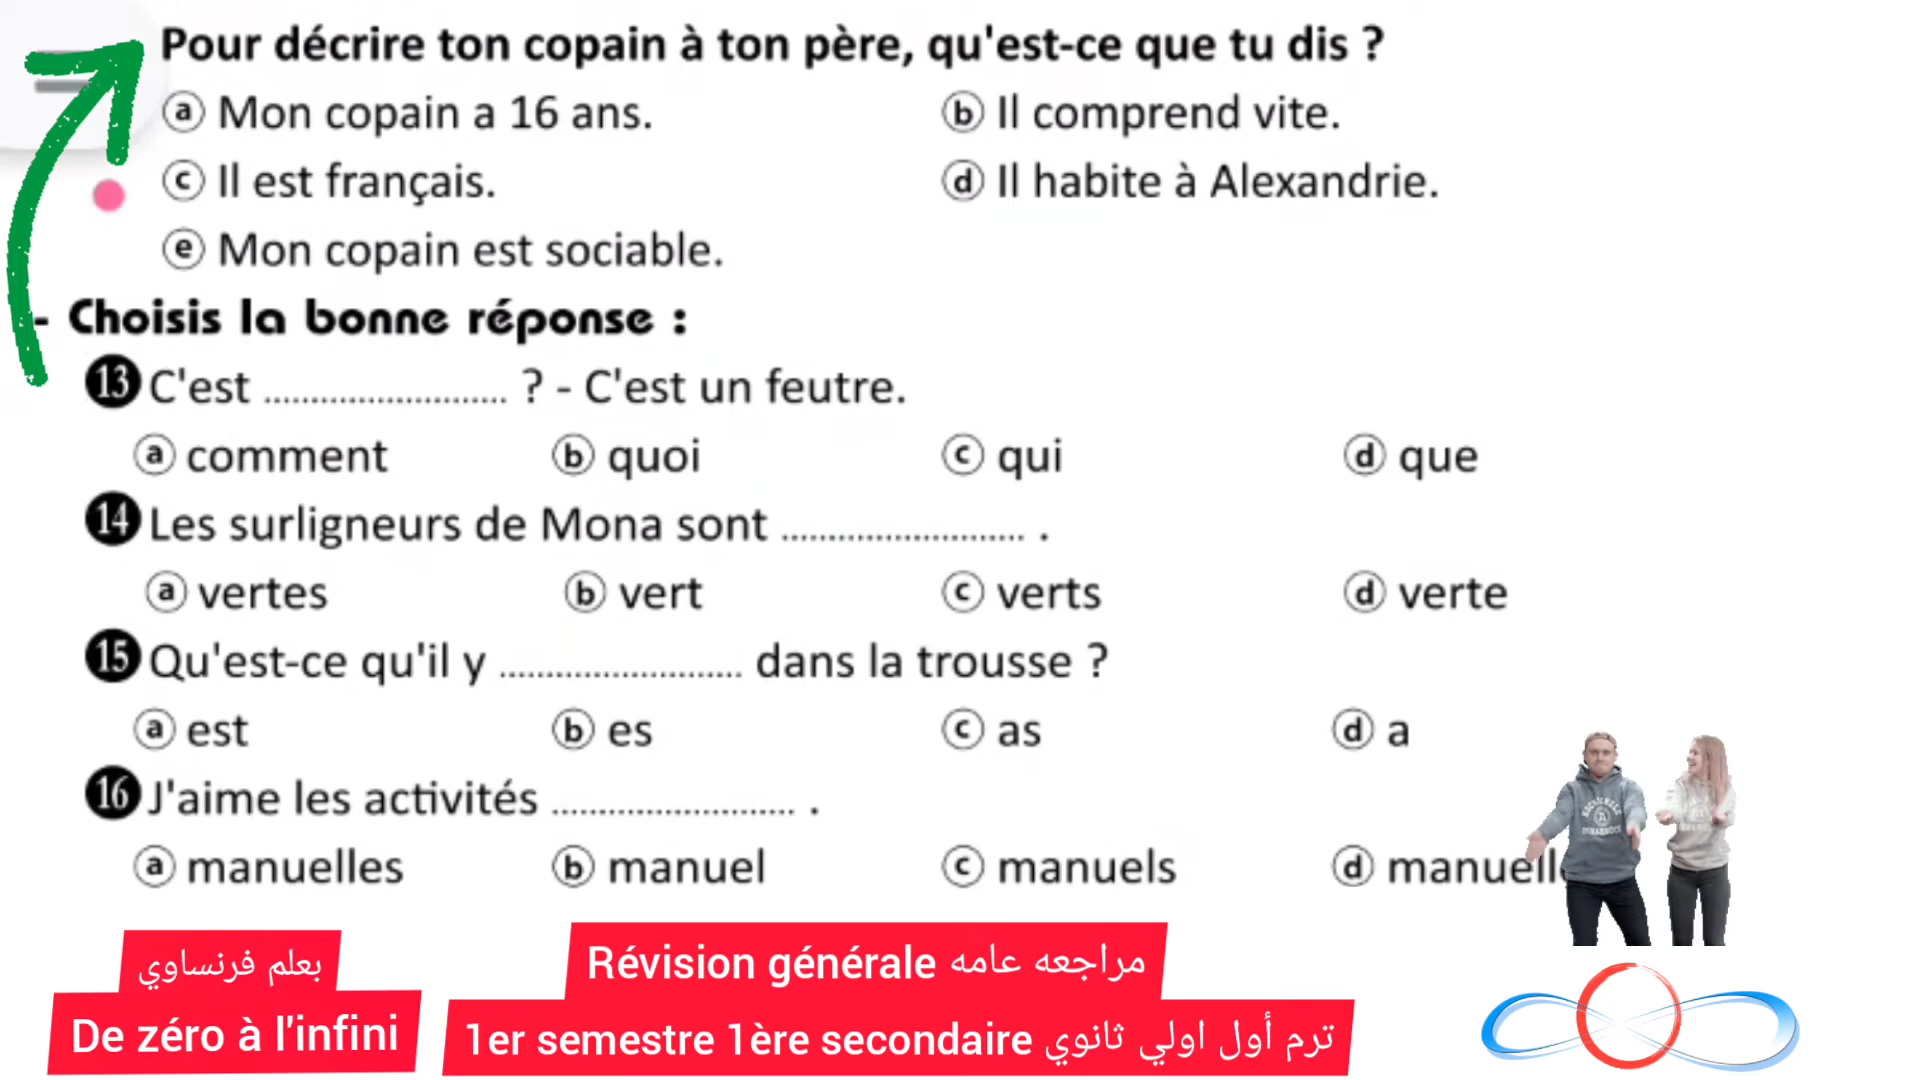 Pour décrire ton copain à ton père, qu'est-ce que tu dis ?
ⓐ Mon copain a 16 ans. ⓑ Il comprend vite.
ⓒ Il est français. ⓓ Il habite à Alexandrie.
ⓔ Mon copain est sociable.
- Choisis la bonne réponse :
⓭ C'est .......................... ? - C'est un feutre.
ⓐ comment ⓑ quoi ⓒ qui ⓓ que
⓮ Les surligneurs de Mona sont .......................... .
ⓐ vertes ⓑ vert ⓒ verts ⓓ verte
⓯ Qu'est-ce qu'il y .......................... dans la trousse ?
ⓐ est ⓑ es ⓒ as ⓓ a
⓰ J'aime les activités .......................... .
ⓐ manuelles ⓑ manuel ⓒ manuels ⓓ
بعلم فرنساوي
De zéro à l'infini
Révision générale مراجعه عامه
1er semestre 1ère secondaire ترم أول اولي ثانوي